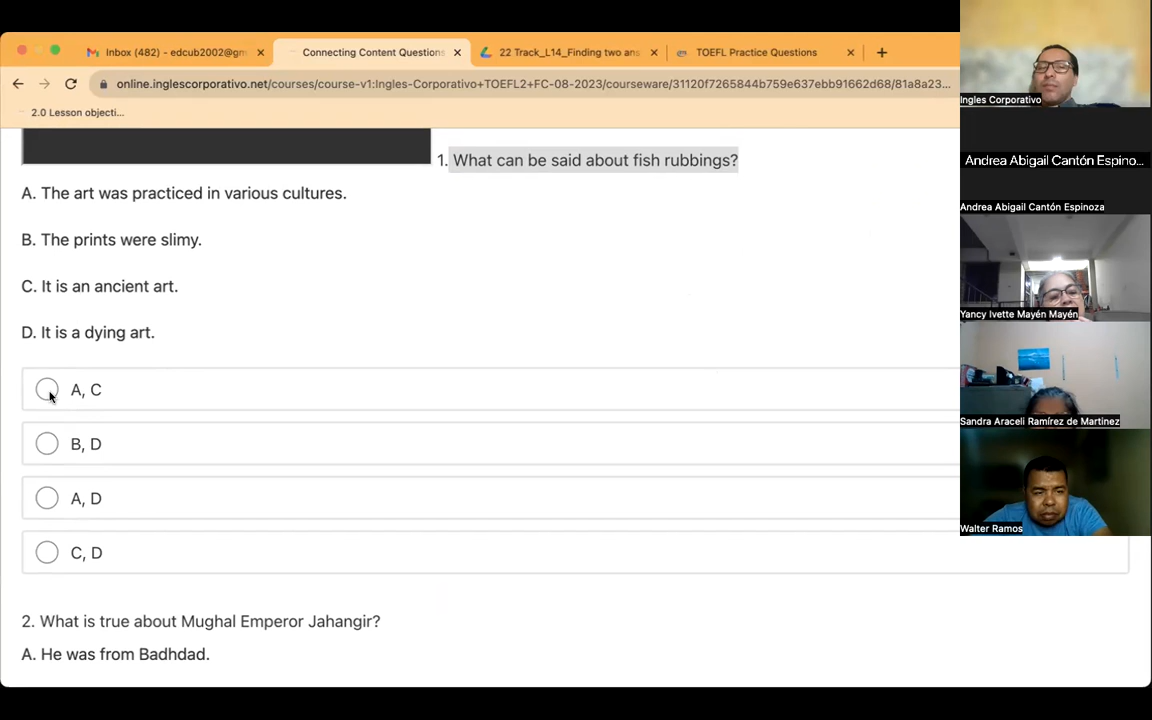 Inbox (482) - edcub2002@gm
Connecting Content Questions
22 Track_L14_Finding two ans
TOEFL Practice Questions
online.inglescorporativo.net/courses/course-v1:Ingles-Corporativo+TOEFL2+FC-08-2023/courseware/31120f7265844b759e637ebb91662d68/81a8a23...
2.0 Lesson objecti...
1. What can be said about fish rubbings?
A. The art was practiced in various cultures.
B. The prints were slimy.
C. It is an ancient art.
D. It is a dying art.
A, C
B, D
A, D
C, D
2. What is true about Mughal Emperor Jahangir?
A. He was from Badhdad.
Ingles Corporativo
Andrea Abigail Cantón Espino...
Andrea Abigail Cantón Espinoza
Yancy Ivette Mayén Mayén
Sandra Araceli Ramírez de Martinez
Walter Ramos